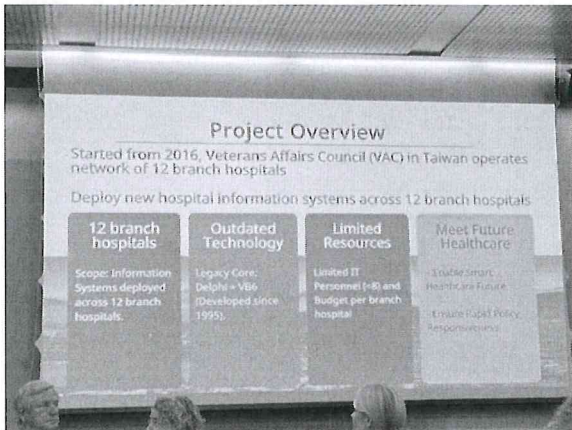 Project Overview
Started from 2016, Veterans Affairs Council (VAC) in Taiwan operates
network of 12 branch hospitals
Deploy new hospital information systems across 12 branch hospitals
12 branch
hospitals
Scope: Information
Systems deployed
across 12 branch
hospitals.
Outdated
Technology
Legacy Core:
Delphi + VB6
(Developed since
1995).
Limited
Resources
Limited IT
Personnel (<8) and
Budget per branch
hospital
Meet Future
Healthcare
Enable Smart
Healthcare Future
Ensure Rapid Policy
Responsiveness